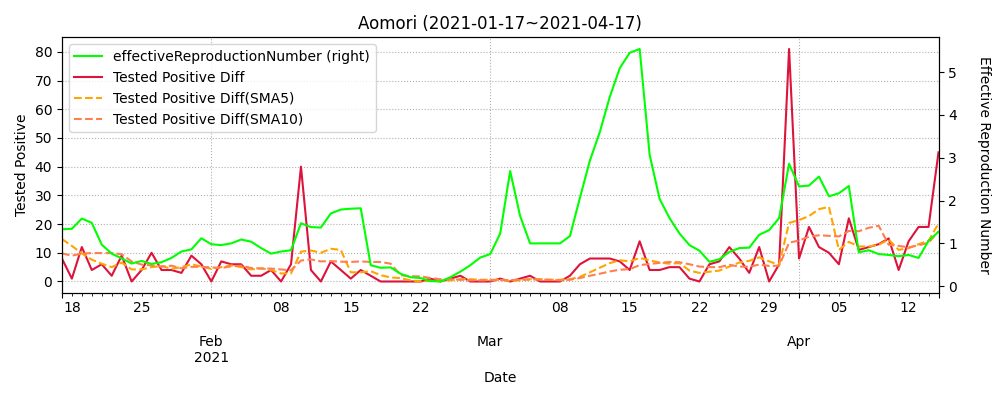 Aomori (2021-01-17~2021-04-17)
effectiveReproductionNumber (right)
Tested Positive Diff
Tested Positive Diff(SMA5)
Tested Positive Diff(SMA10)
Tested Positive
80
70
60
50
40
30
20
10
0
Effective Reproduction Number
5
4
3
2
1
0
18 25 08 15 22 08 15 22 29 05 12
Feb Mar Apr
2021
Date